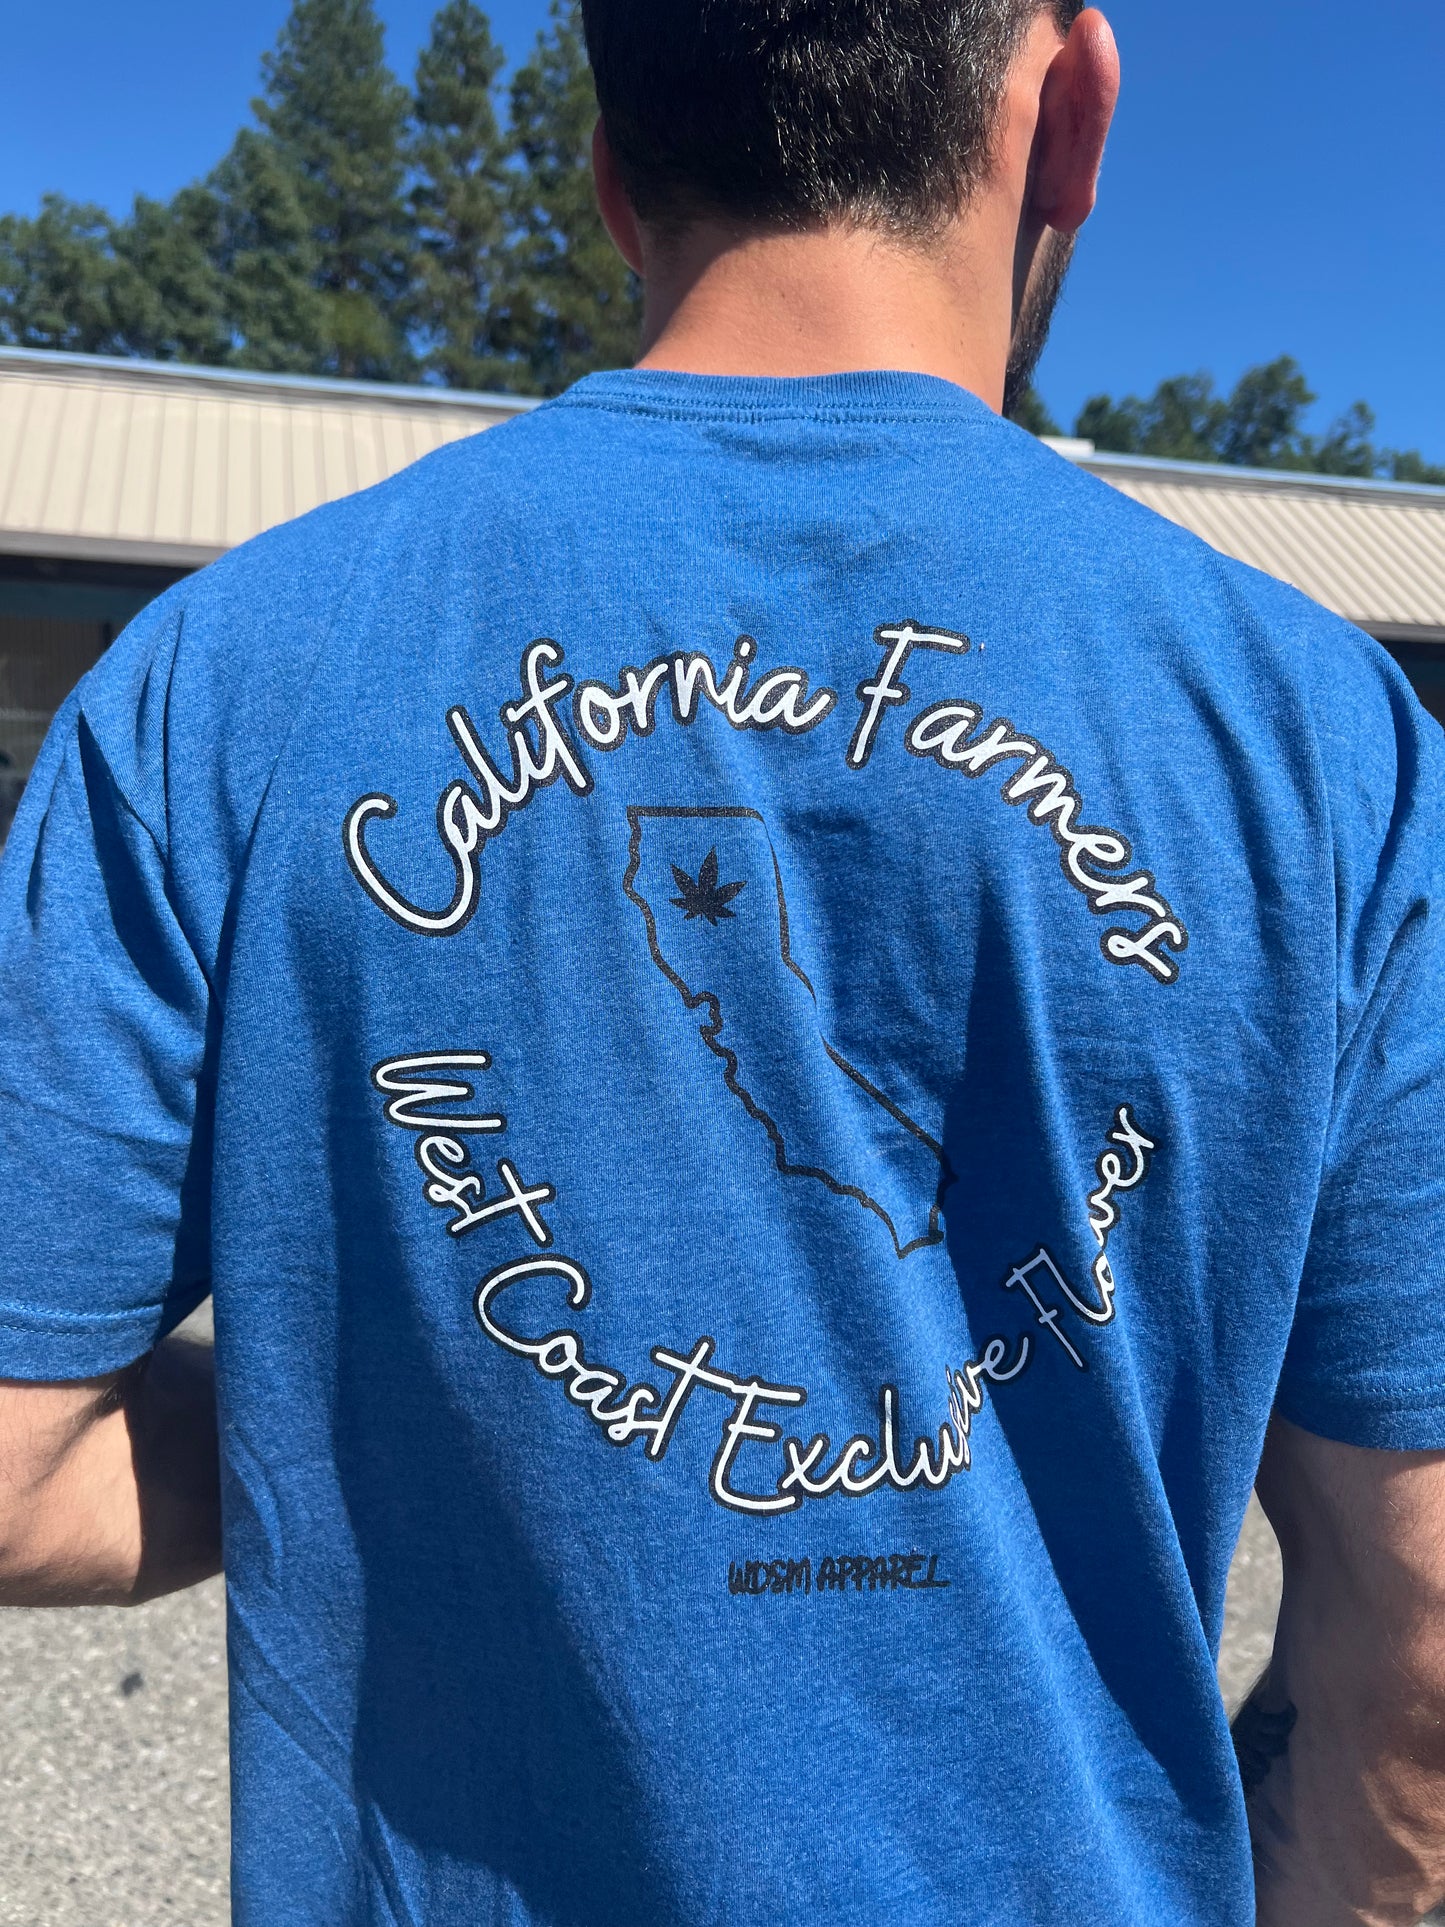 California Farmers
West Coast Exclusive Flower
WDSM APPAREL